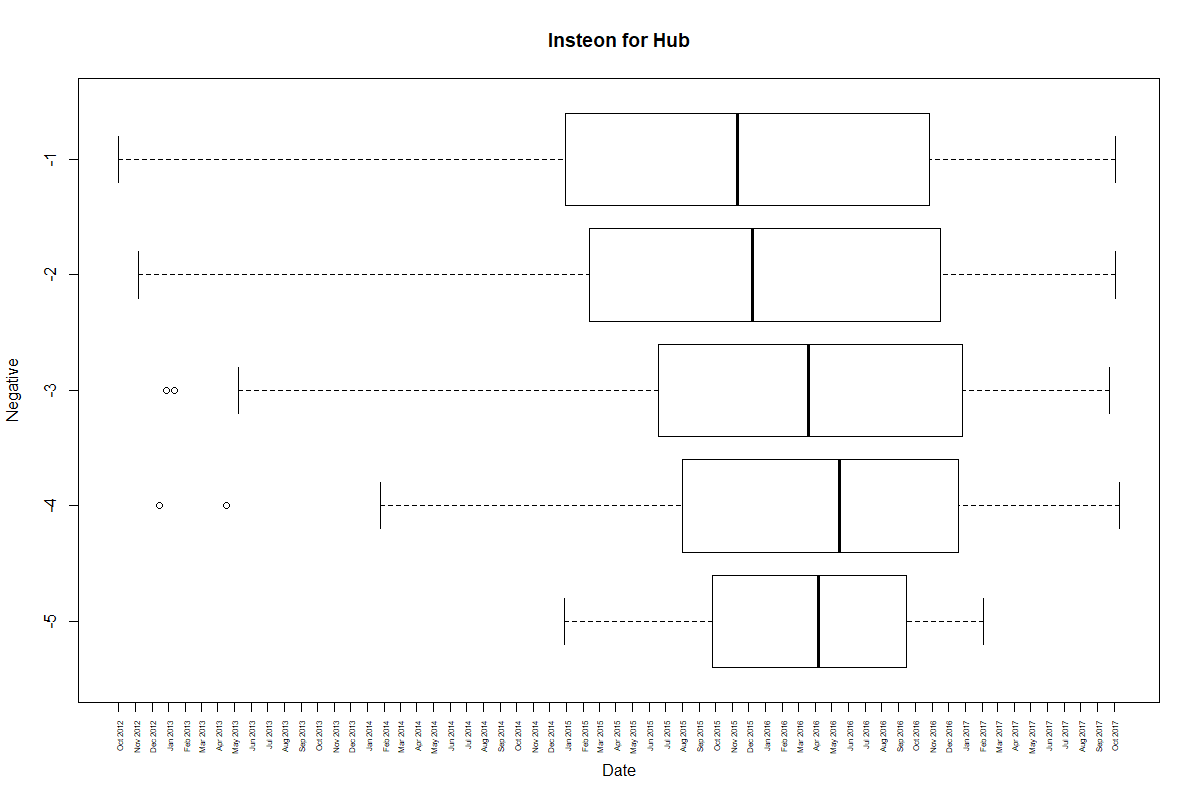 Insteon for Hub
-1
-2
-3
-4
-5
Negative
Oct 2012
Nov 2012
Dec 2012
Jan 2013
Feb 2013
Mar 2013
Apr 2013
May 2013
Jun 2013
Jul 2013
Aug 2013
Sep 2013
Oct 2013
Nov 2013
Dec 2013
Jan 2014
Feb 2014
Mar 2014
Apr 2014
May 2014
Jun 2014
Jul 2014
Aug 2014
Sep 2014
Oct 2014
Nov 2014
Dec 2014
Jan 2015
Feb 2015
Mar 2015
Apr 2015
May 2015
Jun 2015
Jul 2015
Aug 2015
Sep 2015
Oct 2015
Nov 2015
Dec 2015
Jan 2016
Feb 2016
Mar 2016
Apr 2016
May 2016
Jun 2016
Jul 2016
Aug 2016
Sep 2016
Oct 2016
Nov 2016
Dec 2016
Jan 2017
Feb 2017
Mar 2017
Apr 2017
May 2017
Jun 2017
Jul 2017
Aug 2017
Sep 2017
Oct 2017
Date